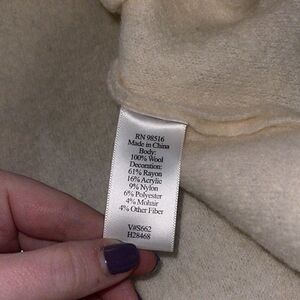 RN 98516
Made in China
Body:
100% Wool
Decoration:
61% Rayon
16% Acrylic
9% Nylon
6% Polyester
4% Mohair
4% Other Fiber
V#S662
H28468